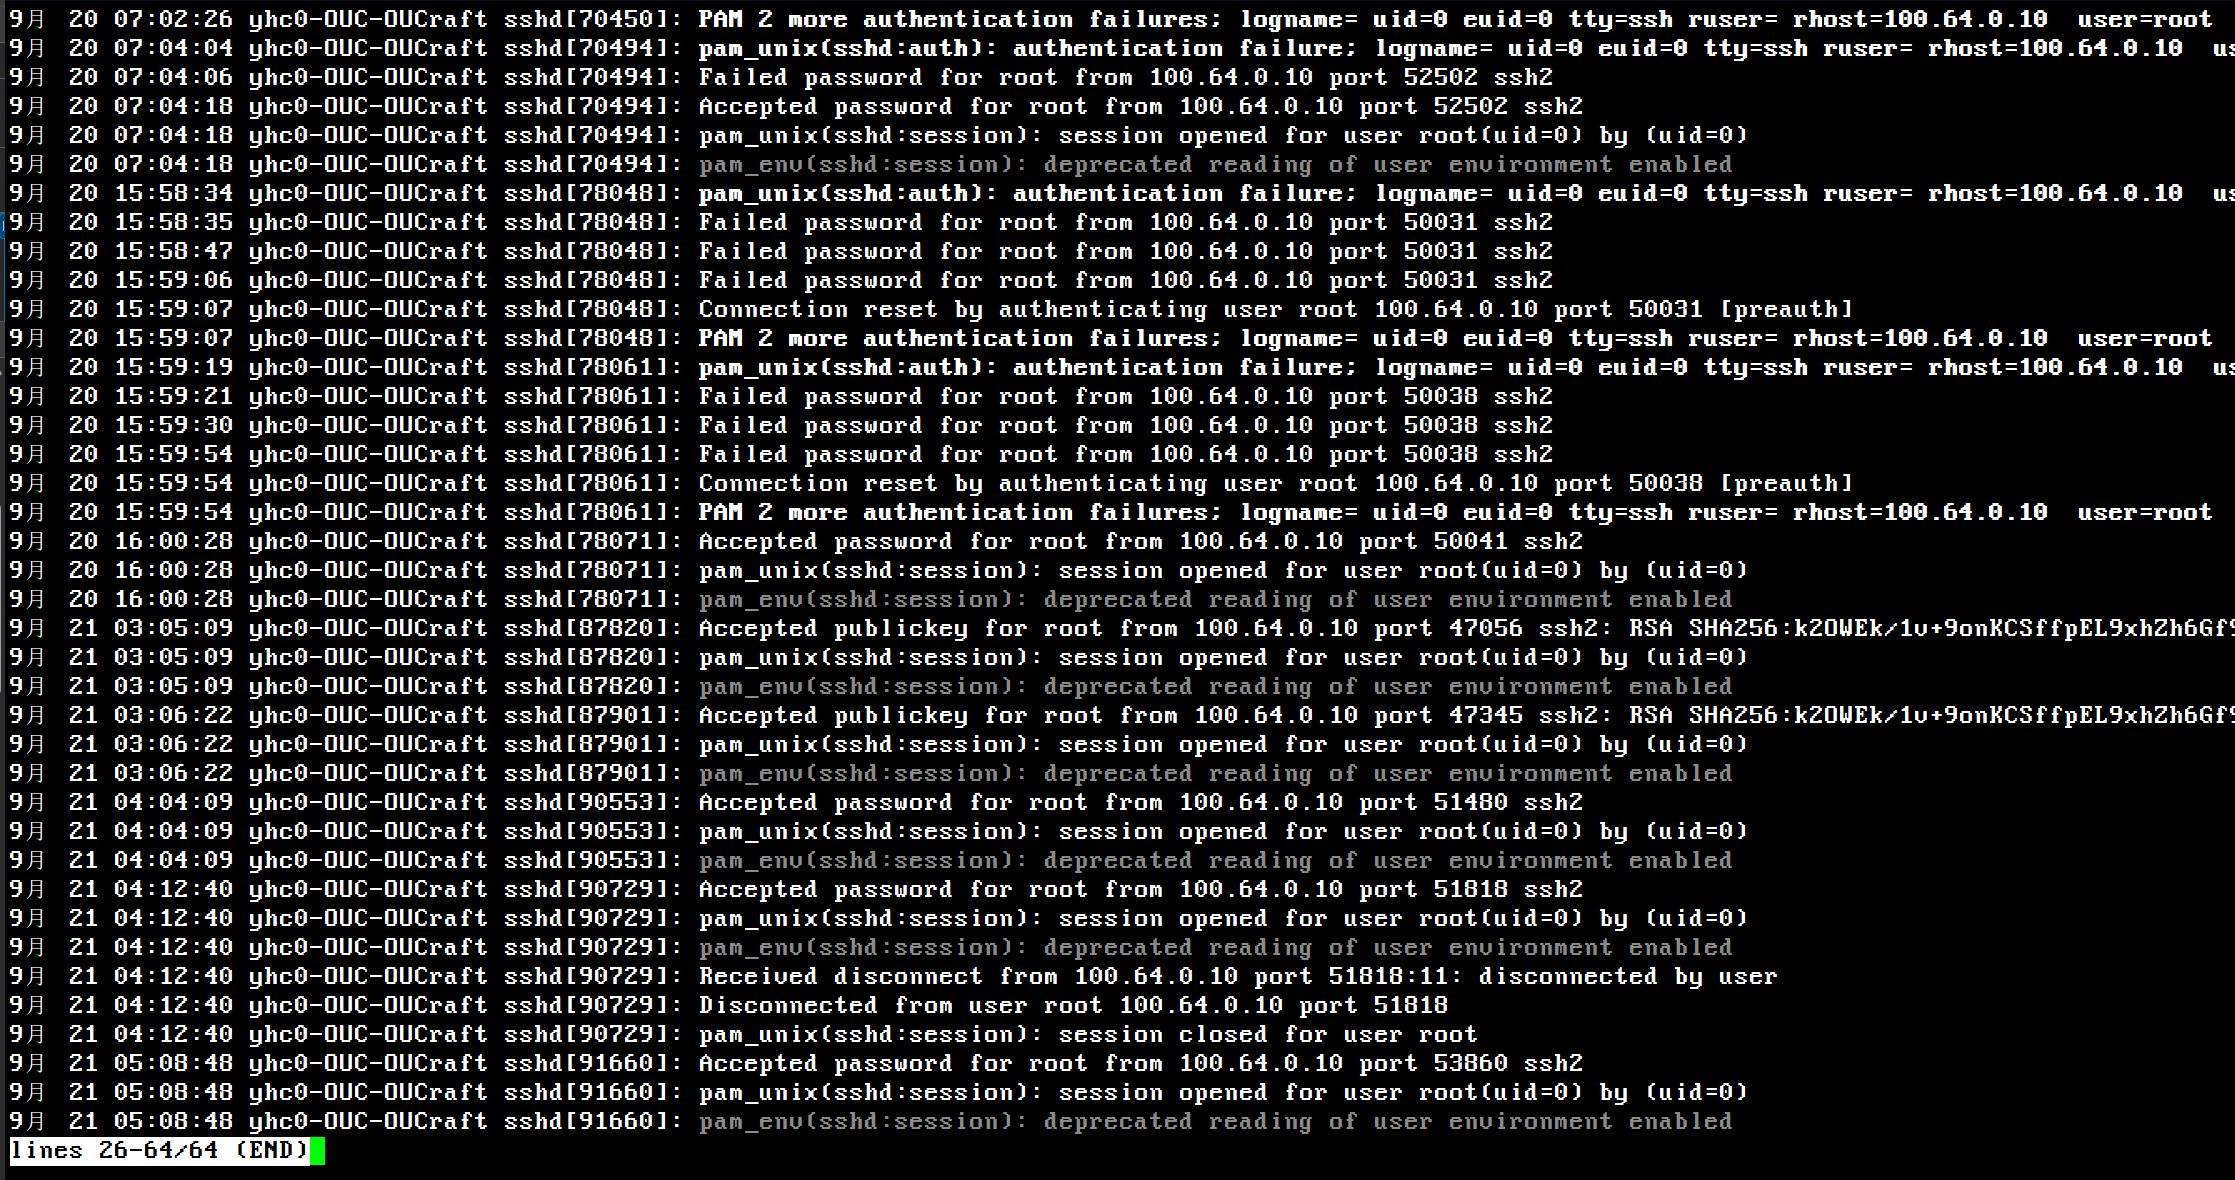 9月 20 07:02:26 yhc0-OUC-OUCraft sshd[70450]: PAM 2 more authentication failures; logname= uid=0 euid=0 tty=ssh ruser= rhost=100.64.0.10  user=root
9月 20 07:04:04 yhc0-OUC-OUCraft sshd[70494]: pam_unix(sshd:auth): authentication failure; logname= uid=0 euid=0 tty=ssh ruser= rhost=100.64.0.10  us
9月 20 07:04:06 yhc0-OUC-OUCraft sshd[70494]: Failed password for root from 100.64.0.10 port 52502 ssh2
9月 20 07:04:18 yhc0-OUC-OUCraft sshd[70494]: Accepted password for root from 100.64.0.10 port 52502 ssh2
9月 20 07:04:18 yhc0-OUC-OUCraft sshd[70494]: pam_unix(sshd:session): session opened for user root(uid=0) by (uid=0)
9月 20 07:04:18 yhc0-OUC-OUCraft sshd[70494]: pam_env(sshd:session): deprecated reading of user environment enabled
9月 20 15:58:34 yhc0-OUC-OUCraft sshd[78048]: pam_unix(sshd:auth): authentication failure; logname= uid=0 euid=0 tty=ssh ruser= rhost=100.64.0.10  us
9月 20 15:58:35 yhc0-OUC-OUCraft sshd[78048]: Failed password for root from 100.64.0.10 port 50031 ssh2
9月 20 15:58:47 yhc0-OUC-OUCraft sshd[78048]: Failed password for root from 100.64.0.10 port 50031 ssh2
9月 20 15:59:06 yhc0-OUC-OUCraft sshd[78048]: Failed password for root from 100.64.0.10 port 50031 ssh2
9月 20 15:59:07 yhc0-OUC-OUCraft sshd[78048]: Connection reset by authenticating user root 100.64.0.10 port 50031 [preauth]
9月 20 15:59:07 yhc0-OUC-OUCraft sshd[78048]: PAM 2 more authentication failures; logname= uid=0 euid=0 tty=ssh ruser= rhost=100.64.0.10  user=root
9月 20 15:59:19 yhc0-OUC-OUCraft sshd[78061]: pam_unix(sshd:auth): authentication failure; logname= uid=0 euid=0 tty=ssh ruser= rhost=100.64.0.10  us
9月 20 15:59:21 yhc0-OUC-OUCraft sshd[78061]: Failed password for root from 100.64.0.10 port 50038 ssh2
9月 20 15:59:30 yhc0-OUC-OUCraft sshd[78061]: Failed password for root from 100.64.0.10 port 50038 ssh2
9月 20 15:59:54 yhc0-OUC-OUCraft sshd[78061]: Failed password for root from 100.64.0.10 port 50038 ssh2
9月 20 15:59:54 yhc0-OUC-OUCraft sshd[78061]: Connection reset by authenticating user root 100.64.0.10 port 50038 [preauth]
9月 20 15:59:54 yhc0-OUC-OUCraft sshd[78061]: PAM 2 more authentication failures; logname= uid=0 euid=0 tty=ssh ruser= rhost=100.64.0.10  user=root
9月 20 16:00:28 yhc0-OUC-OUCraft sshd[78071]: Accepted password for root from 100.64.0.10 port 50041 ssh2
9月 20 16:00:28 yhc0-OUC-OUCraft sshd[78071]: pam_unix(sshd:session): session opened for user root(uid=0) by (uid=0)
9月 20 16:00:28 yhc0-OUC-OUCraft sshd[78071]: pam_env(sshd:session): deprecated reading of user environment enabled
9月 21 03:05:09 yhc0-OUC-OUCraft sshd[87820]: Accepted publickey for root from 100.64.0.10 port 47056 ssh2: RSA SHA256:k2OWEk/1v+9onKCSffpEL9xhZh6Gf9
9月 21 03:05:09 yhc0-OUC-OUCraft sshd[87820]: pam_unix(sshd:session): session opened for user root(uid=0) by (uid=0)
9月 21 03:05:09 yhc0-OUC-OUCraft sshd[87820]: pam_env(sshd:session): deprecated reading of user environment enabled
9月 21 03:06:22 yhc0-OUC-OUCraft sshd[87901]: Accepted publickey for root from 100.64.0.10 port 47345 ssh2: RSA SHA256:k2OWEk/1v+9onKCSffpEL9xhZh6Gf9
9月 21 03:06:22 yhc0-OUC-OUCraft sshd[87901]: pam_unix(sshd:session): session opened for user root(uid=0) by (uid=0)
9月 21 03:06:22 yhc0-OUC-OUCraft sshd[87901]: pam_env(sshd:session): deprecated reading of user environment enabled
9月 21 04:04:09 yhc0-OUC-OUCraft sshd[90553]: Accepted password for root from 100.64.0.10 port 51480 ssh2
9月 21 04:04:09 yhc0-OUC-OUCraft sshd[90553]: pam_unix(sshd:session): session opened for user root(uid=0) by (uid=0)
9月 21 04:04:09 yhc0-OUC-OUCraft sshd[90553]: pam_env(sshd:session): deprecated reading of user environment enabled
9月 21 04:12:40 yhc0-OUC-OUCraft sshd[90729]: Accepted password for root from 100.64.0.10 port 51818 ssh2
9月 21 04:12:40 yhc0-OUC-OUCraft sshd[90729]: pam_unix(sshd:session): session opened for user root(uid=0) by (uid=0)
9月 21 04:12:40 yhc0-OUC-OUCraft sshd[90729]: pam_env(sshd:session): deprecated reading of user environment enabled
9月 21 04:12:40 yhc0-OUC-OUCraft sshd[90729]: Received disconnect from 100.64.0.10 port 51818:11: disconnected by user
9月 21 04:12:40 yhc0-OUC-OUCraft sshd[90729]: Disconnected from user root 100.64.0.10 port 51818
9月 21 04:12:40 yhc0-OUC-OUCraft sshd[90729]: pam_unix(sshd:session): session closed for user root
9月 21 05:08:48 yhc0-OUC-OUCraft sshd[91660]: Accepted password for root from 100.64.0.10 port 53860 ssh2
9月 21 05:08:48 yhc0-OUC-OUCraft sshd[91660]: pam_unix(sshd:session): session opened for user root(uid=0) by (uid=0)
9月 21 05:08:48 yhc0-OUC-OUCraft sshd[91660]: pam_env(sshd:session): deprecated reading of user environment enabled
lines 26-64/64 (END)